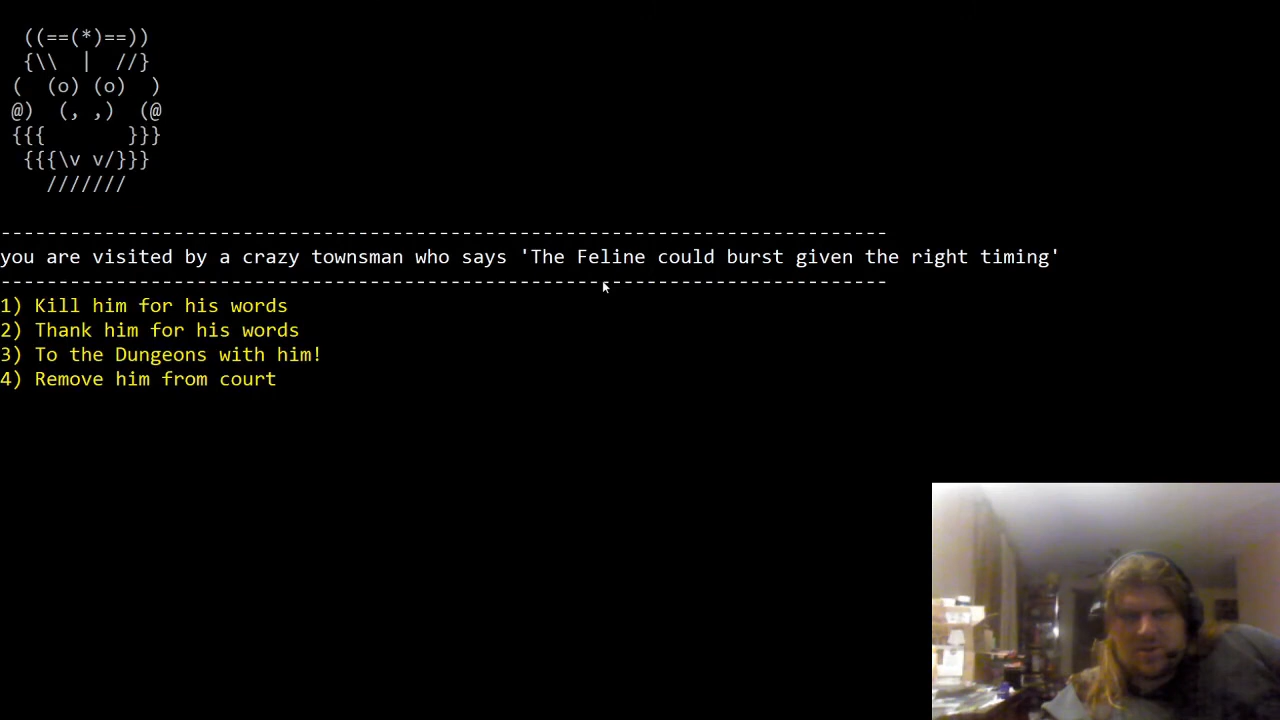 ((==(*)==))
{\\ | //}
( (o) (o) )
@) (, ,) (@
{{{ }}}
{{{\v v/}}}
///////
-----------------------------------------------------------------------------
you are visited by a crazy townsman who says 'The Feline could burst given the right timing'
-----------------------------------------------------------------------------
1) Kill him for his words
2) Thank him for his words
3) To the Dungeons with him!
4) Remove him from court